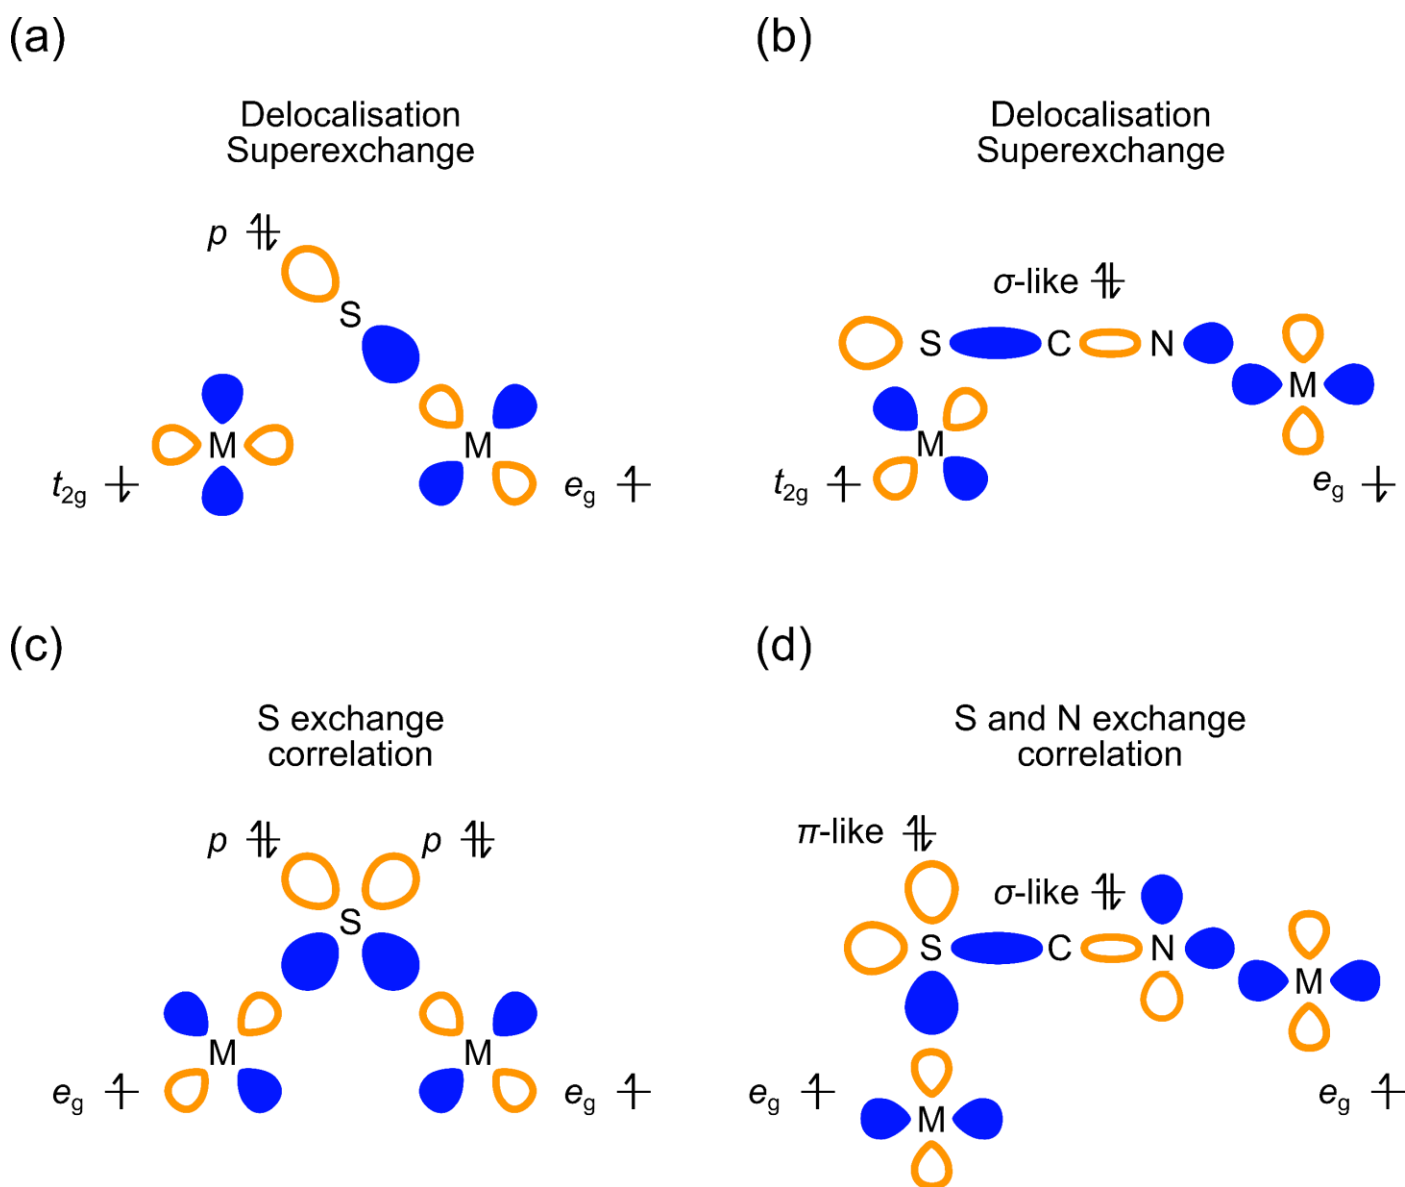 (a)
Delocalisation
Superexchange
p
S
M
M
t2g
eg
(b)
Delocalisation
Superexchange
σ-like
S C N
M
M
t2g
eg
(c)
S exchange
correlation
p p
S
M M
eg eg
(d)
S and N exchange
correlation
π-like
σ-like
S C N
M
M
eg eg